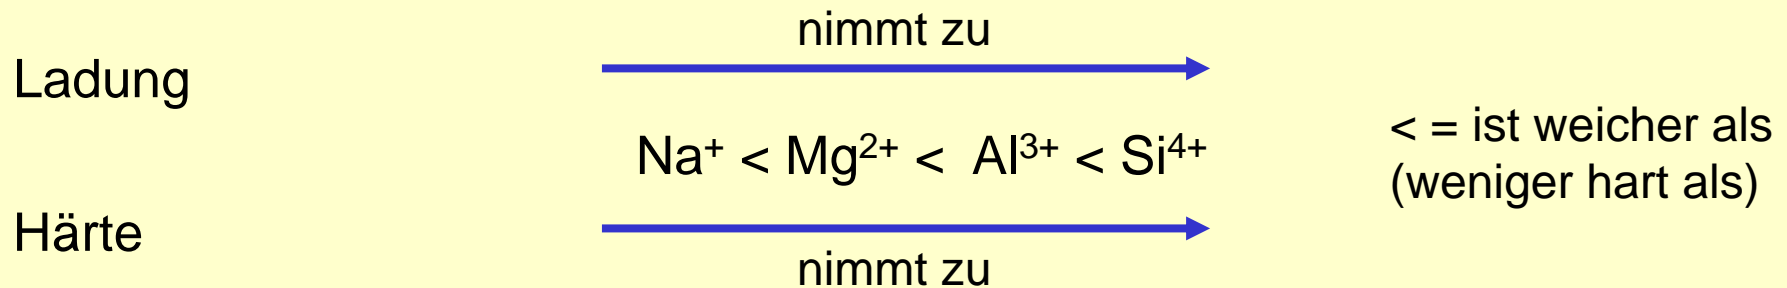 nimmt zu
Ladung
Na⁺ < Mg²⁺ < Al³⁺ < Si⁴⁺
< = ist weicher als
(weniger hart als)
Härte
nimmt zu